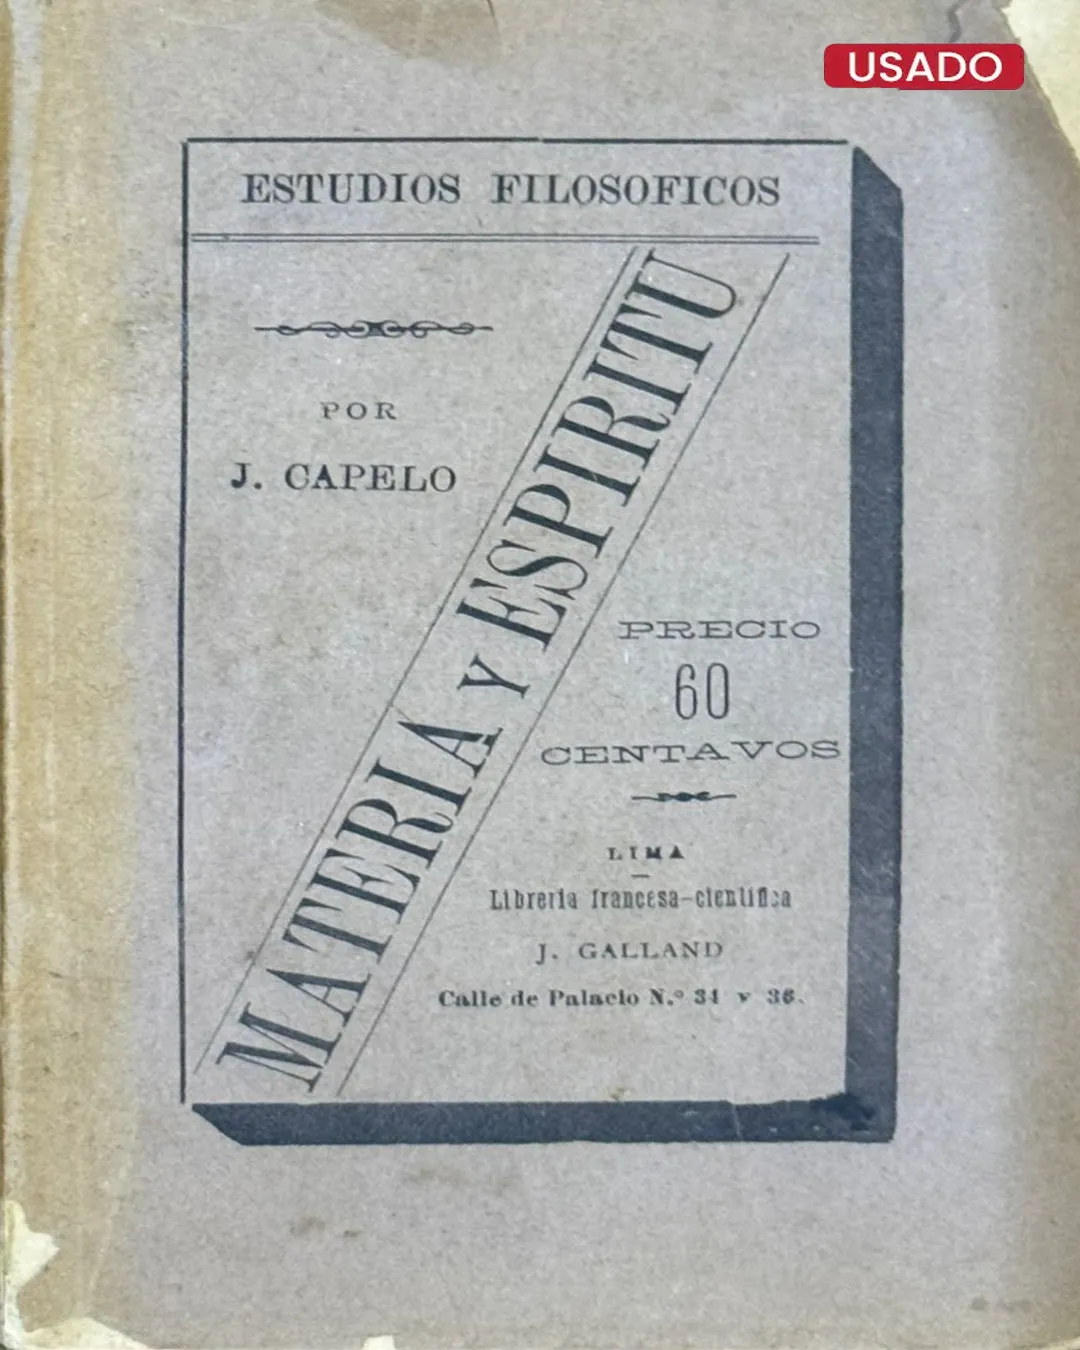 USADO
ESTUDIOS FILOSOFICOS
POR
J. CAPELO
MATERIA Y ESPIRITU
PRECIO
60
CENTAVOS
LIMA
Libreria francesa-cientifica
J. GALLAND
Calle de Palacio N.° 34 y 36.